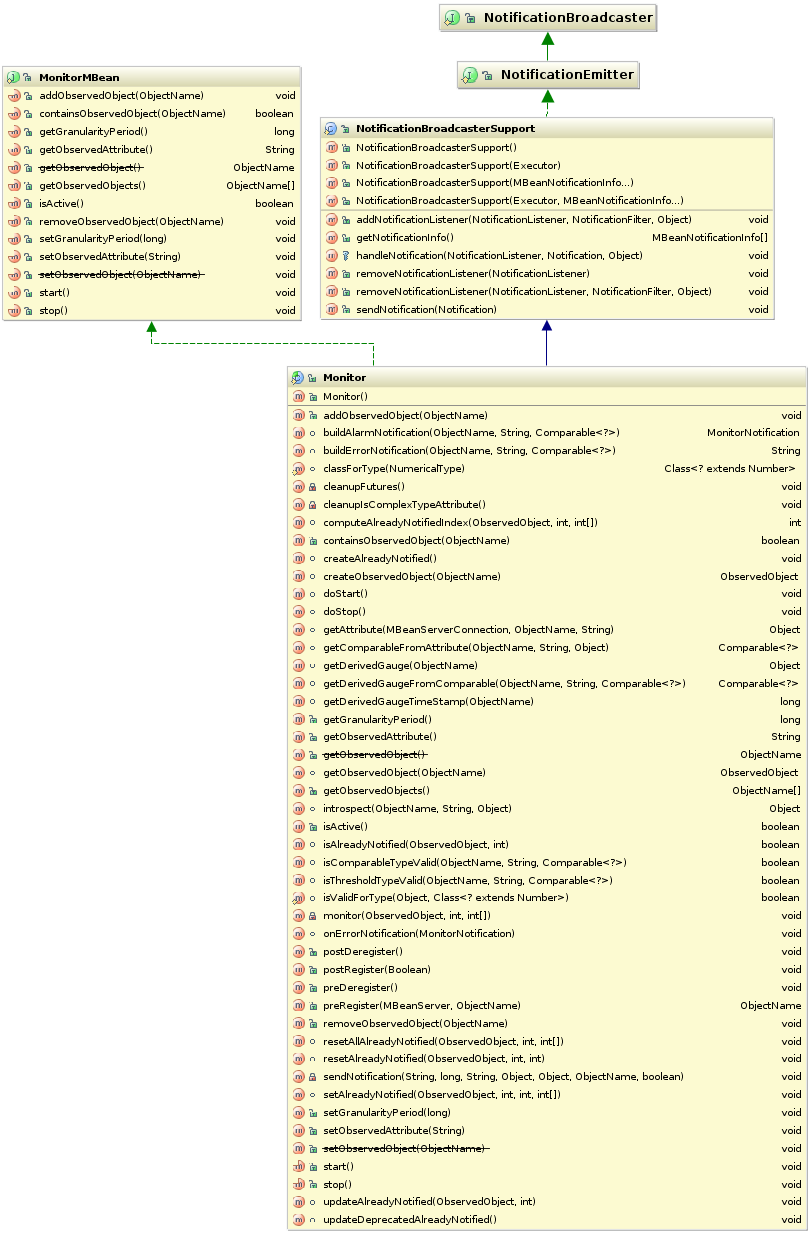 NotificationBroadcaster
NotificationEmitter
MonitorMBean
addObservedObject(ObjectName) void
containsObservedObject(ObjectName) boolean
getGranularityPeriod() long
getObservedAttribute() String
getObservedObject() ObjectName
getObservedObjects() ObjectName[]
isActive() boolean
removeObservedObject(ObjectName) void
setGranularityPeriod(long) void
setObservedAttribute(String) void
setObservedObject(ObjectName) void
start() void
stop() void
NotificationBroadcasterSupport
NotificationBroadcasterSupport()
NotificationBroadcasterSupport(Executor)
NotificationBroadcasterSupport(MBeanNotificationInfo...)
NotificationBroadcasterSupport(Executor, MBeanNotificationInfo...)
addNotificationListener(NotificationListener, NotificationFilter, Object) void
getNotificationInfo() MBeanNotificationInfo[]
handleNotification(NotificationListener, Notification, Object) void
removeNotificationListener(NotificationListener) void
removeNotificationListener(NotificationListener, NotificationFilter, Object) void
sendNotification(Notification) void
Monitor
Monitor()
addObservedObject(ObjectName) void
buildAlarmNotification(ObjectName, String, Comparable<?>) MonitorNotification
buildErrorNotification(ObjectName, String, Comparable<?>) String
classForType(NumericalType) Class<? extends Number>
cleanupFutures() void
cleanupIsComplexTypeAttribute() void
computeAlreadyNotifiedIndex(ObservedObject, int, int[]) int
containsObservedObject(ObjectName) boolean
createAlreadyNotified() void
createObservedObject(ObjectName) ObservedObject
doStart() void
doStop() void
getAttribute(MBeanServerConnection, ObjectName, String) Object
getComparableFromAttribute(ObjectName, String, Object) Comparable<?>
getDerivedGauge(ObjectName) Object
getDerivedGaugeFromComparable(ObjectName, String, Comparable<?>) Comparable<?>
getDerivedGaugeTimeStamp(ObjectName) long
getGranularityPeriod() long
getObservedAttribute() String
getObservedObject() ObjectName
getObservedObject(ObjectName) ObservedObject
getObservedObjects() ObjectName[]
introspect(ObjectName, String, Object) Object
isActive() boolean
isAlreadyNotified(ObservedObject, int) boolean
isComparableTypeValid(ObjectName, String, Comparable<?>) boolean
isThresholdTypeValid(ObjectName, String, Comparable<?>) boolean
isValidForType(Object, Class<? extends Number>) boolean
monitor(ObservedObject, int, int[]) void
onErrorNotification(MonitorNotification) void
postDeregister() void
postRegister(Boolean) void
preDeregister() void
preRegister(MBeanServer, ObjectName) ObjectName
removeObservedObject(ObjectName) void
resetAllAlreadyNotified(ObservedObject, int, int[]) void
resetAlreadyNotified(ObservedObject, int, int) void
sendNotification(String, long, String, Object, Object, ObjectName, boolean) void
setAlreadyNotified(ObservedObject, int, int, int[]) void
setGranularityPeriod(long) void
setObservedAttribute(String) void
setObservedObject(ObjectName) void
start() void
stop() void
updateAlreadyNotified(ObservedObject, int) void
updateDeprecatedAlreadyNotified() void